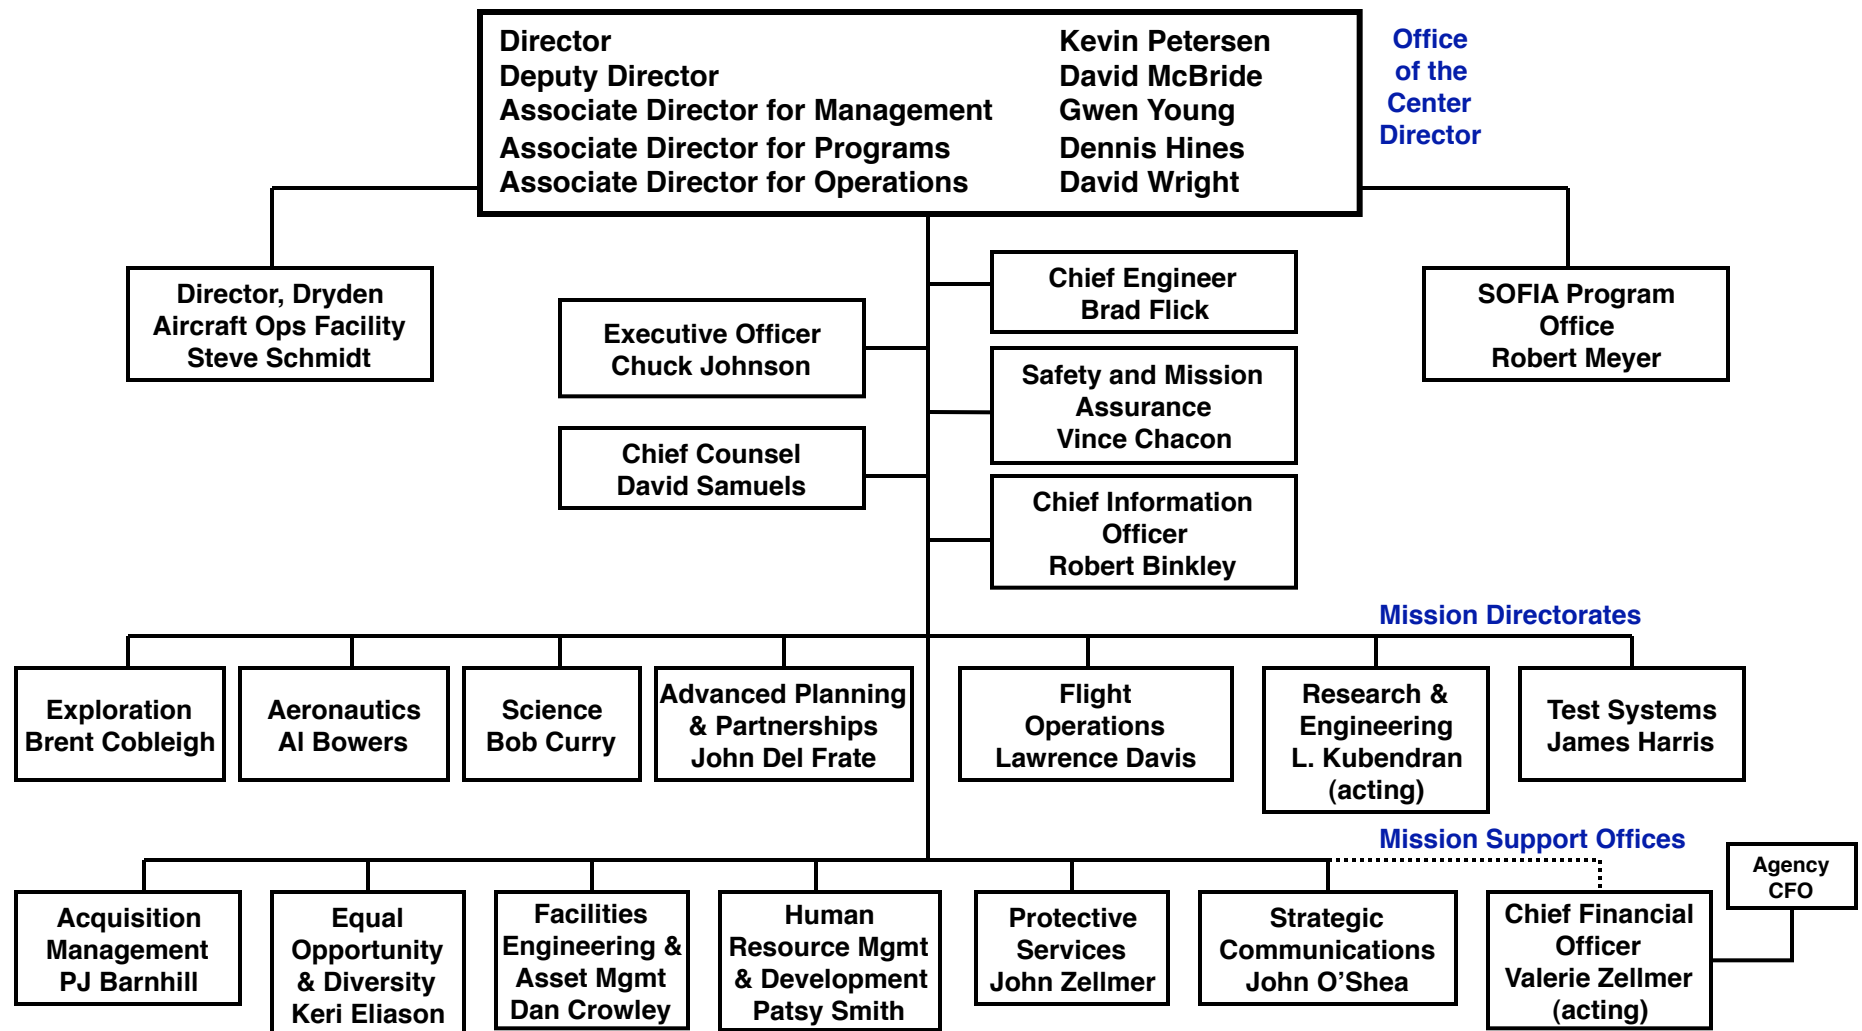 Director Kevin Petersen
Deputy Director David McBride
Associate Director for Management Gwen Young
Associate Director for Programs Dennis Hines
Associate Director for Operations David Wright
Office
of the
Center
Director
Director, Dryden
Aircraft Ops Facility
Steve Schmidt
Executive Officer
Chuck Johnson
Chief Counsel
David Samuels
Chief Engineer
Brad Flick
Safety and Mission
Assurance
Vince Chacon
Chief Information
Officer
Robert Binkley
SOFIA Program
Office
Robert Meyer
Mission Directorates
Exploration
Brent Cobleigh
Aeronautics
Al Bowers
Science
Bob Curry
Advanced Planning
& Partnerships
John Del Frate
Flight
Operations
Lawrence Davis
Research &
Engineering
L. Kubendran
(acting)
Test Systems
James Harris
Mission Support Offices
Acquisition
Management
PJ Barnhill
Equal
Opportunity
& Diversity
Keri Eliason
Facilities
Engineering &
Asset Mgmt
Dan Crowley
Human
Resource Mgmt
& Development
Patsy Smith
Protective
Services
John Zellmer
Strategic
Communications
John O'Shea
Chief Financial
Officer
Valerie Zellmer
(acting)
Agency
CFO